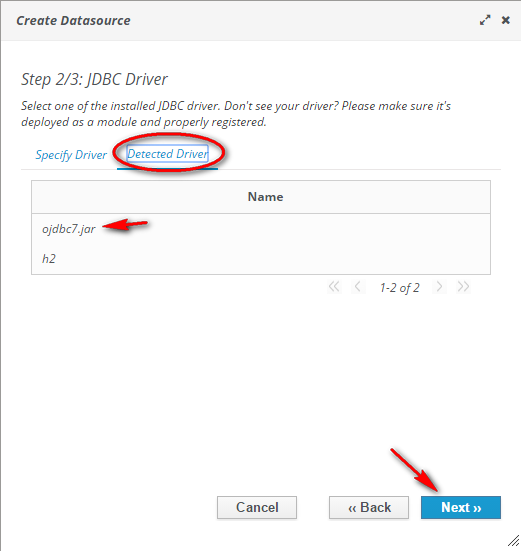 Create Datasource
Step 2/3: JDBC Driver
Select one of the installed JDBC driver. Don't see your driver? Please make sure it's
deployed as a module and properly registered.
Specify Driver Detected Driver
Name
ojdbc7.jar
h2
1-2 of 2
Cancel ‹‹ Back Next ››